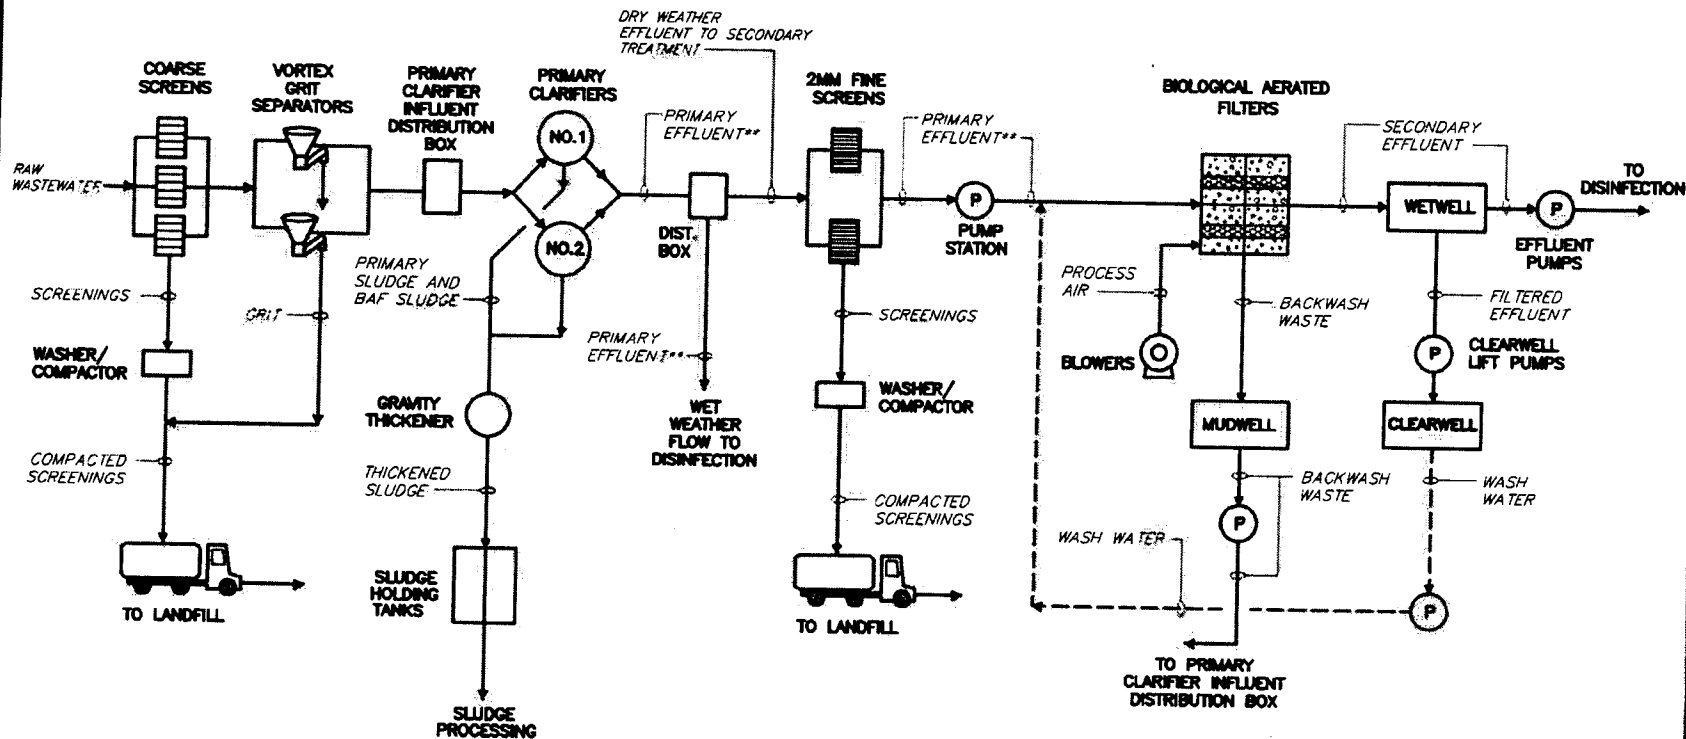 DRY WEATHER
EFFLUENT TO SECONDARY
TREATMENT
COARSE
SCREENS
VORTEX
GRIT
SEPARATORS
PRIMARY
CLARIFIER
INFLUENT
DISTRIBUTION
BOX
PRIMARY
CLARIFIERS
NO.1
NO.2
PRIMARY
EFFLUENT**
2MM FINE
SCREENS
PRIMARY
EFFLUENT**
BIOLOGICAL AERATED
FILTERS
SECONDARY
EFFLUENT
TO
DISINFECTION
RAW
WASTEWATER
DIST.
BOX
P
PUMP
STATION
WETWELL
P
EFFLUENT
PUMPS
SCREENINGS
GRIT
PRIMARY
SLUDGE AND
BAF SLUDGE
PRIMARY
EFFLUENT**
SCREENINGS
PROCESS
AIR
BLOWERS
BACKWASH
WASTE
FILTERED
EFFLUENT
P
CLEARWELL
LIFT PUMPS
WASHER/
COMPACTOR
GRAVITY
THICKENER
WET
WEATHER
FLOW TO
DISINFECTION
WASHER/
COMPACTOR
MUDWELL
CLEARWELL
COMPACTED
SCREENINGS
THICKENED
SLUDGE
COMPACTED
SCREENINGS
BACKWASH
WASTE
WASH
WATER
P
WASH WATER
P
SLUDGE
HOLDING
TANKS
TO LANDFILL
TO LANDFILL
TO PRIMARY
CLARIFIER INFLUENT
DISTRIBUTION BOX
SLUDGE
PROCESSING